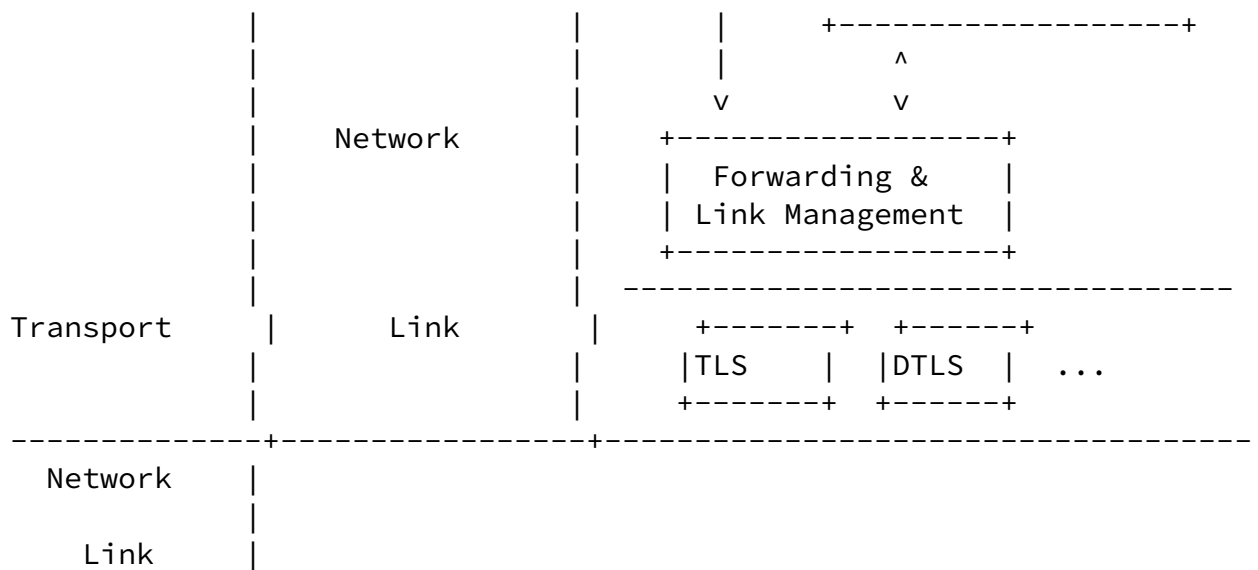 |                 |       |     +-------------------+
|                 |       |         ^
|                 |       v         v
|    Network      |    +------------------+
|                 |    |  Forwarding &    |
|                 |    | Link Management  |
|                 |    +------------------+
|                 |  ----------------------------------
Transport     |      Link       |     +-------+  +------+
|                 |     |TLS    |  |DTLS  |  ...
|                 |     +-------+  +------+
--------------+-----------------+------------------------------------
Network    |
|
Link     |